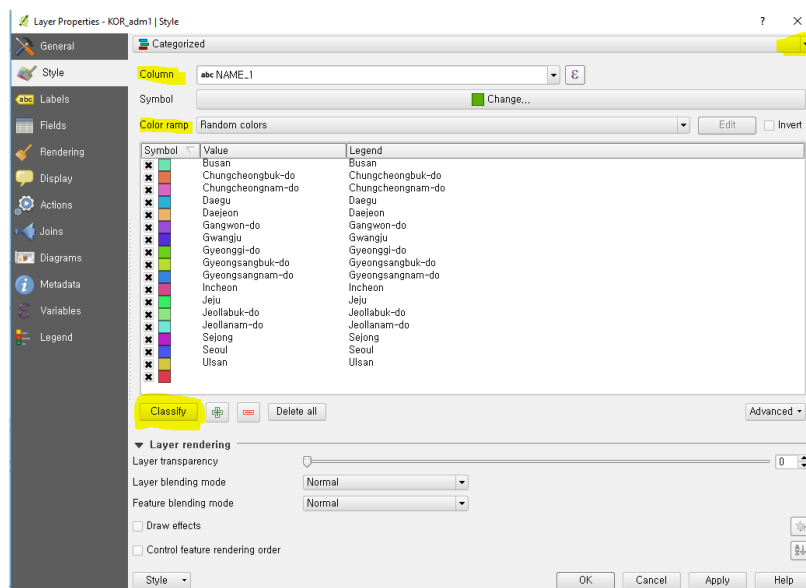 Layer Properties - KOR_adm1 | Style
?
General
Style
Labels
Fields
Rendering
Display
Actions
Joins
Diagrams
Metadata
Variables
Legend
Categorized
Column
abc NAME_1
ε
Symbol
Change...
Color ramp
Random colors
Edit
Invert
Symbol Value Legend
Busan Busan
Chungcheongbuk-do Chungcheongbuk-do
Chungcheongnam-do Chungcheongnam-do
Daegu Daegu
Daejeon Daejeon
Gangwon-do Gangwon-do
Gwangju Gwangju
Gyeonggi-do Gyeonggi-do
Gyeongsangbuk-do Gyeongsangbuk-do
Gyeongsangnam-do Gyeongsangnam-do
Incheon Incheon
Jeju Jeju
Jeollabuk-do Jeollabuk-do
Jeollanam-do Jeollanam-do
Sejong Sejong
Seoul Seoul
Ulsan Ulsan
Classify
Delete all
Advanced
Layer rendering
Layer transparency
0
Layer blending mode
Normal
Feature blending mode
Normal
Draw effects
Control feature rendering order
Style
OK
Cancel
Apply
Help